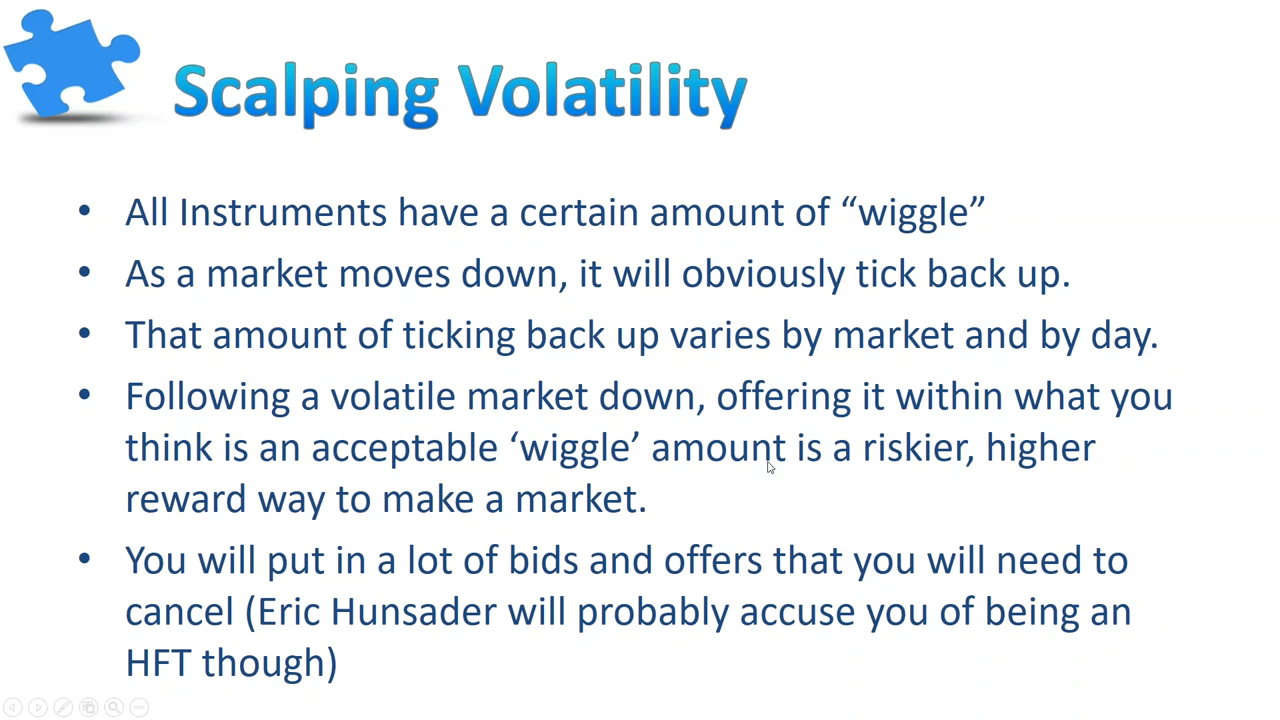 Scalping Volatility
• All Instruments have a certain amount of “wiggle”
• As a market moves down, it will obviously tick back up.
• That amount of ticking back up varies by market and by day.
• Following a volatile market down, offering it within what you
think is an acceptable ‘wiggle’ amount is a riskier, higher
reward way to make a market.
• You will put in a lot of bids and offers that you will need to
cancel (Eric Hunsader will probably accuse you of being an
HFT though)